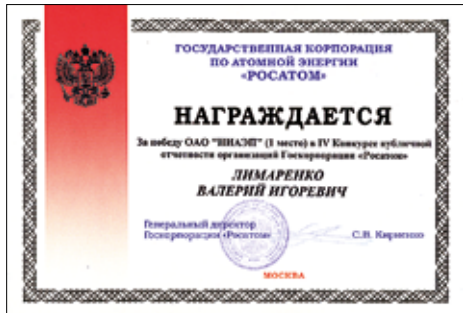 ГОСУДАРСТВЕННАЯ КОРПОРАЦИЯ
ПО АТОМНОЙ ЭНЕРГИИ
«РОСАТОМ»
НАГРАЖДАЕТСЯ
За победу ОАО "НИАЭП" (I место) в IV Конкурсе публичной
отчетности организаций Госкорпорации «Росатом»
ЛИМАРЕНКО
ВАЛЕРИЙ ИГОРЕВИЧ
Генеральный директор
Госкорпорации «Росатом» С.В. Кириенко
МОСКВА